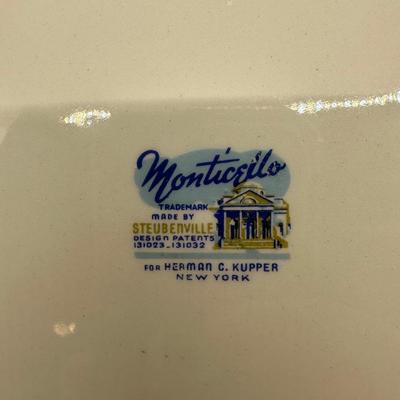 Monticello
TRADEMARK
MADE BY
STEUBENVILLE
DESIGN PATENTS
131023_131032
FOR HERMAN C. KUPPER
NEW YORK